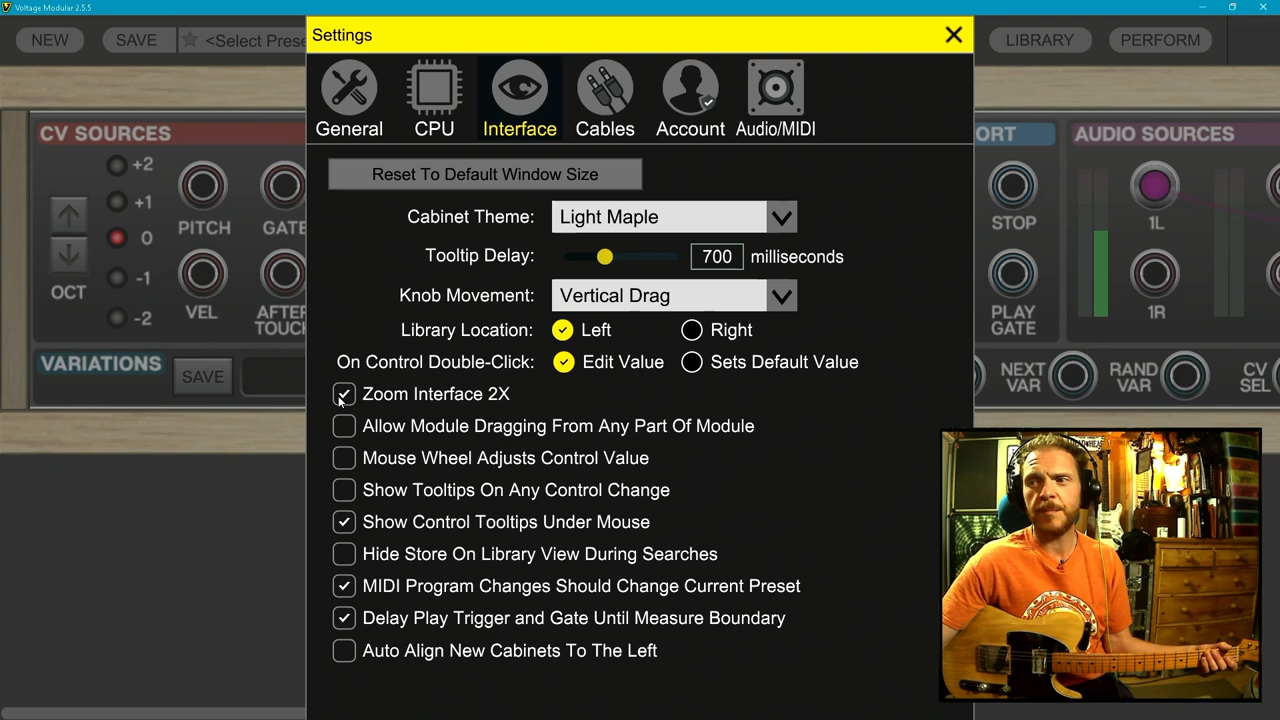 Voltage Modular 2.5.5
NEW
SAVE
<Select Prese
LIBRARY
PERFORM
Settings
General
CPU
Interface
Cables
Account
Audio/MIDI
Reset To Default Window Size
Cabinet Theme: Light Maple
Tooltip Delay: 700 milliseconds
Knob Movement: Vertical Drag
Library Location: Left Right
On Control Double-Click: Edit Value Sets Default Value
Zoom Interface 2X
Allow Module Dragging From Any Part Of Module
Mouse Wheel Adjusts Control Value
Show Tooltips On Any Control Change
Show Control Tooltips Under Mouse
Hide Store On Library View During Searches
MIDI Program Changes Should Change Current Preset
Delay Play Trigger and Gate Until Measure Boundary
Auto Align New Cabinets To The Left
CV SOURCES
+2
+1
0
-1
-2
OCT
PITCH
GATE
VEL
AFTER
TOUCH
VARIATIONS
SAVE
ORT
STOP
PLAY
GATE
AUDIO SOURCES
1L
1R
NEXT
VAR
RAND
VAR
CV
SEL